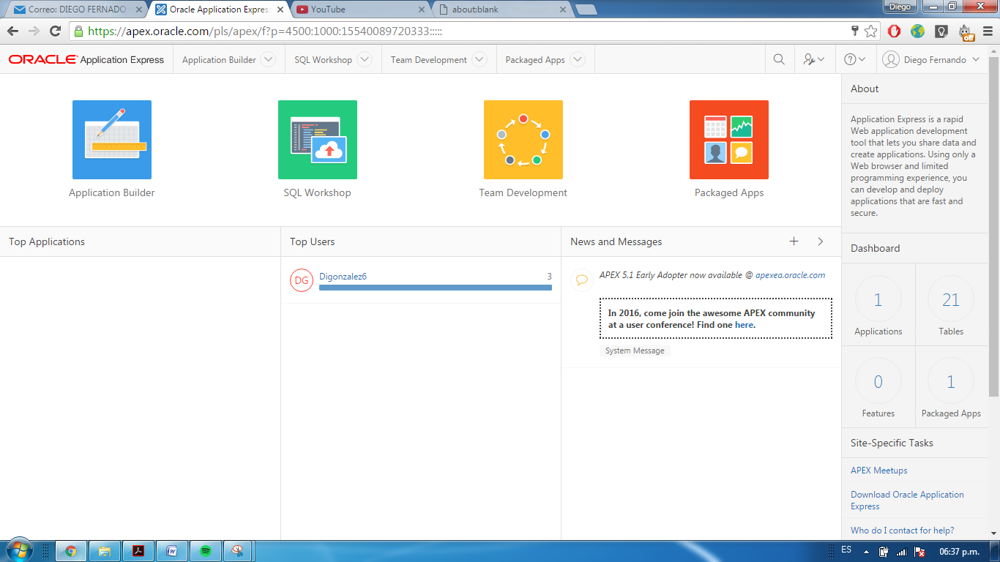 Correo: DIEGO FERNADO
Oracle Application Expres
YouTube
about:blank
Diego
https://apex.oracle.com/pls/apex/f?p=4500:1000:15540089720333:::::
off
ORACLE Application Express
Application Builder
SQL Workshop
Team Development
Packaged Apps
Diego Fernando
Application Builder
SQL Workshop
Team Development
Packaged Apps
Top Applications
Top Users
DG
Digonzalez6
3
News and Messages
APEX 5.1 Early Adopter now available @ apexea.oracle.com
In 2016, come join the awesome APEX community
at a user conference! Find one here.
System Message
About
Application Express is a rapid
Web application development
tool that lets you share data and
create applications. Using only a
Web browser and limited
programming experience, you
can develop and deploy
applications that are fast and
secure.
Dashboard
1
Applications
21
Tables
0
Features
1
Packaged Apps
Site-Specific Tasks
APEX Meetups
Download Oracle Application
Express
Who do I contact for help?
ES
06:37 p.m.